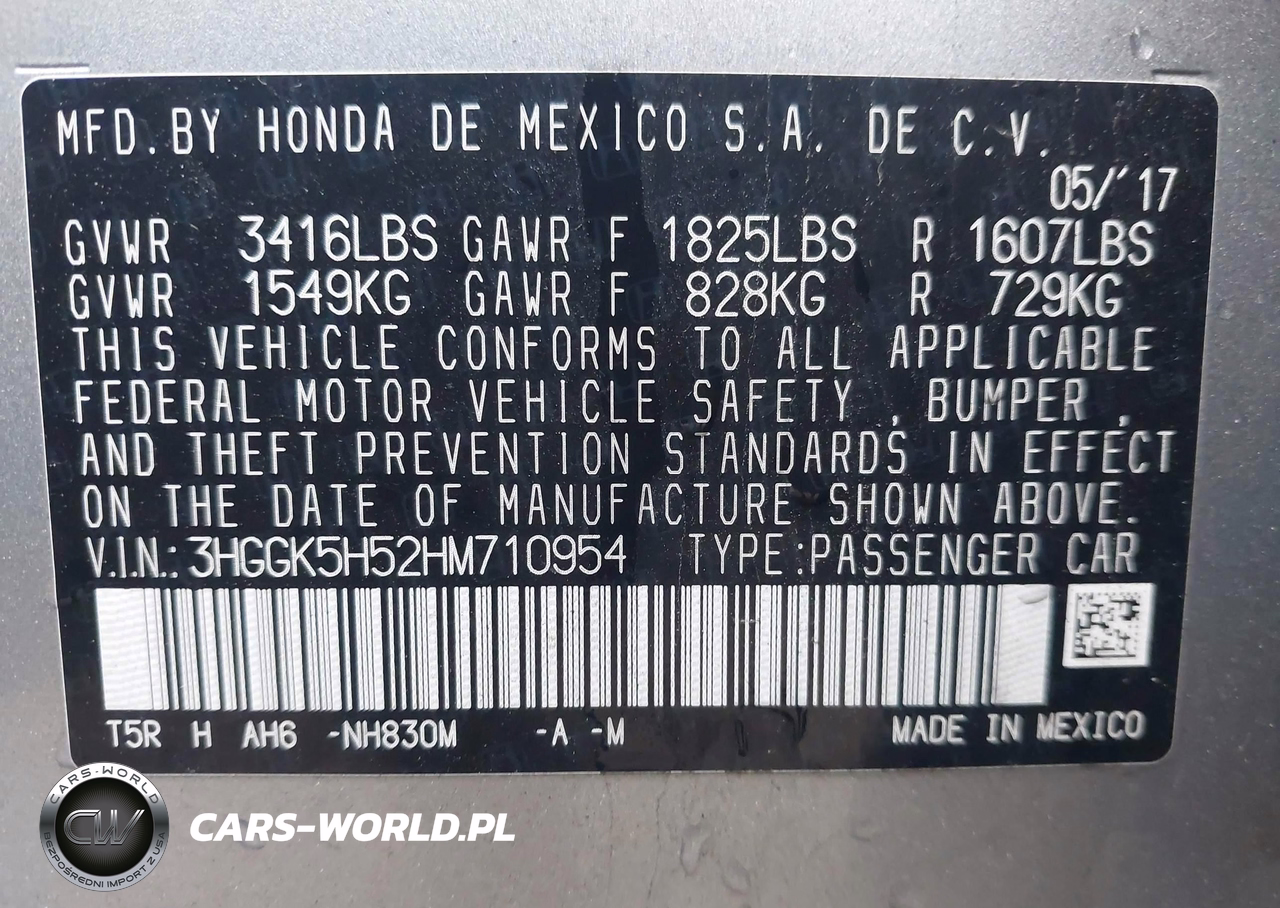 MFD.BY HONDA DE MEXICO S.A. DE C.V.
05/'17
GVWR 3416LBS GAWR F 1825LBS R 1607LBS
GVWR 1549KG GAWR F 828KG R 729KG
THIS VEHICLE CONFORMS TO ALL APPLICABLE
FEDERAL MOTOR VEHICLE SAFETY , BUMPER ,
AND THEFT PREVENTION STANDARDS IN EFFECT
ON THE DATE OF MANUFACTURE SHOWN ABOVE.
V.I.N.: 3HGGK5H52HM710954 TYPE:PASSENGER CAR
T5R H AH6 -NH830M -A -M MADE IN MEXICO
CARS-WORLD
CW
BEZPOŚREDNI IMPORT Z USA
CARS-WORLD.PL